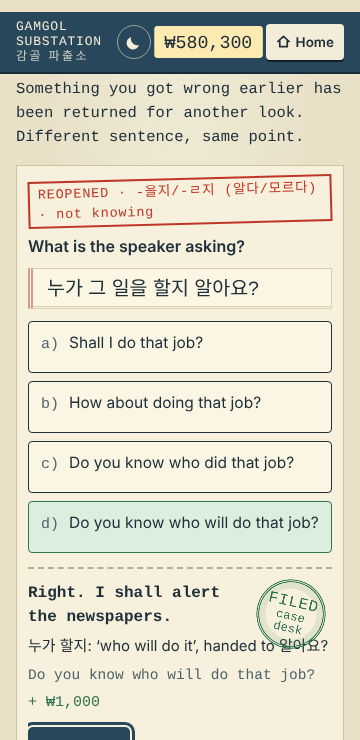 GAMGOL
SUBSTATION
감골 파출소
₩580,300
Home
Something you got wrong earlier has
been returned for another look.
Different sentence, same point.
REOPENED · -을지/-ㄹ지 (알다/모르다)
· not knowing
What is the speaker asking?
누가 그 일을 할지 알아요?
a) Shall I do that job?
b) How about doing that job?
c) Do you know who did that job?
d) Do you know who will do that job?
Right. I shall alert
the newspapers.
FILED
case
desk
누가 할지: ‘who will do it’, handed to 알아요?
Do you know who will do that job?
+ ₩1,000